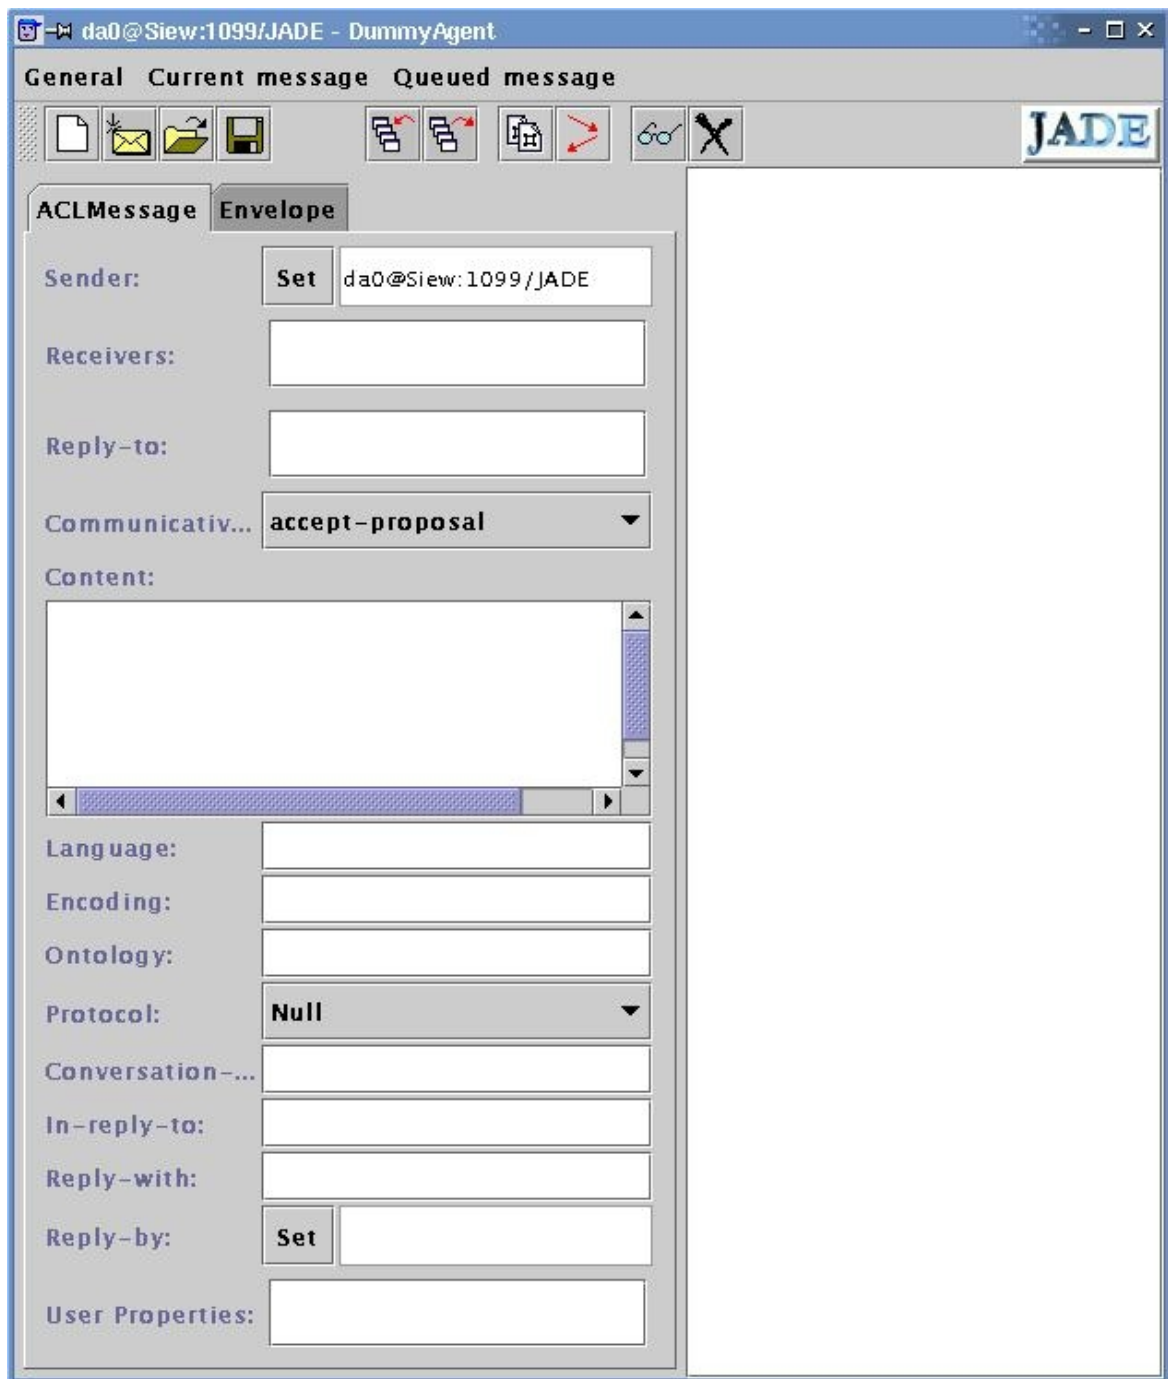 da0@Siew:1099/JADE - DummyAgent
General Current message Queued message
JADE
ACLMessage Envelope
Sender: Set da0@Siew:1099/JADE
Receivers:
Reply-to:
Communicativ... accept-proposal
Content:
Language:
Encoding:
Ontology:
Protocol: Null
Conversation-...
In-reply-to:
Reply-with:
Reply-by: Set
User Properties: